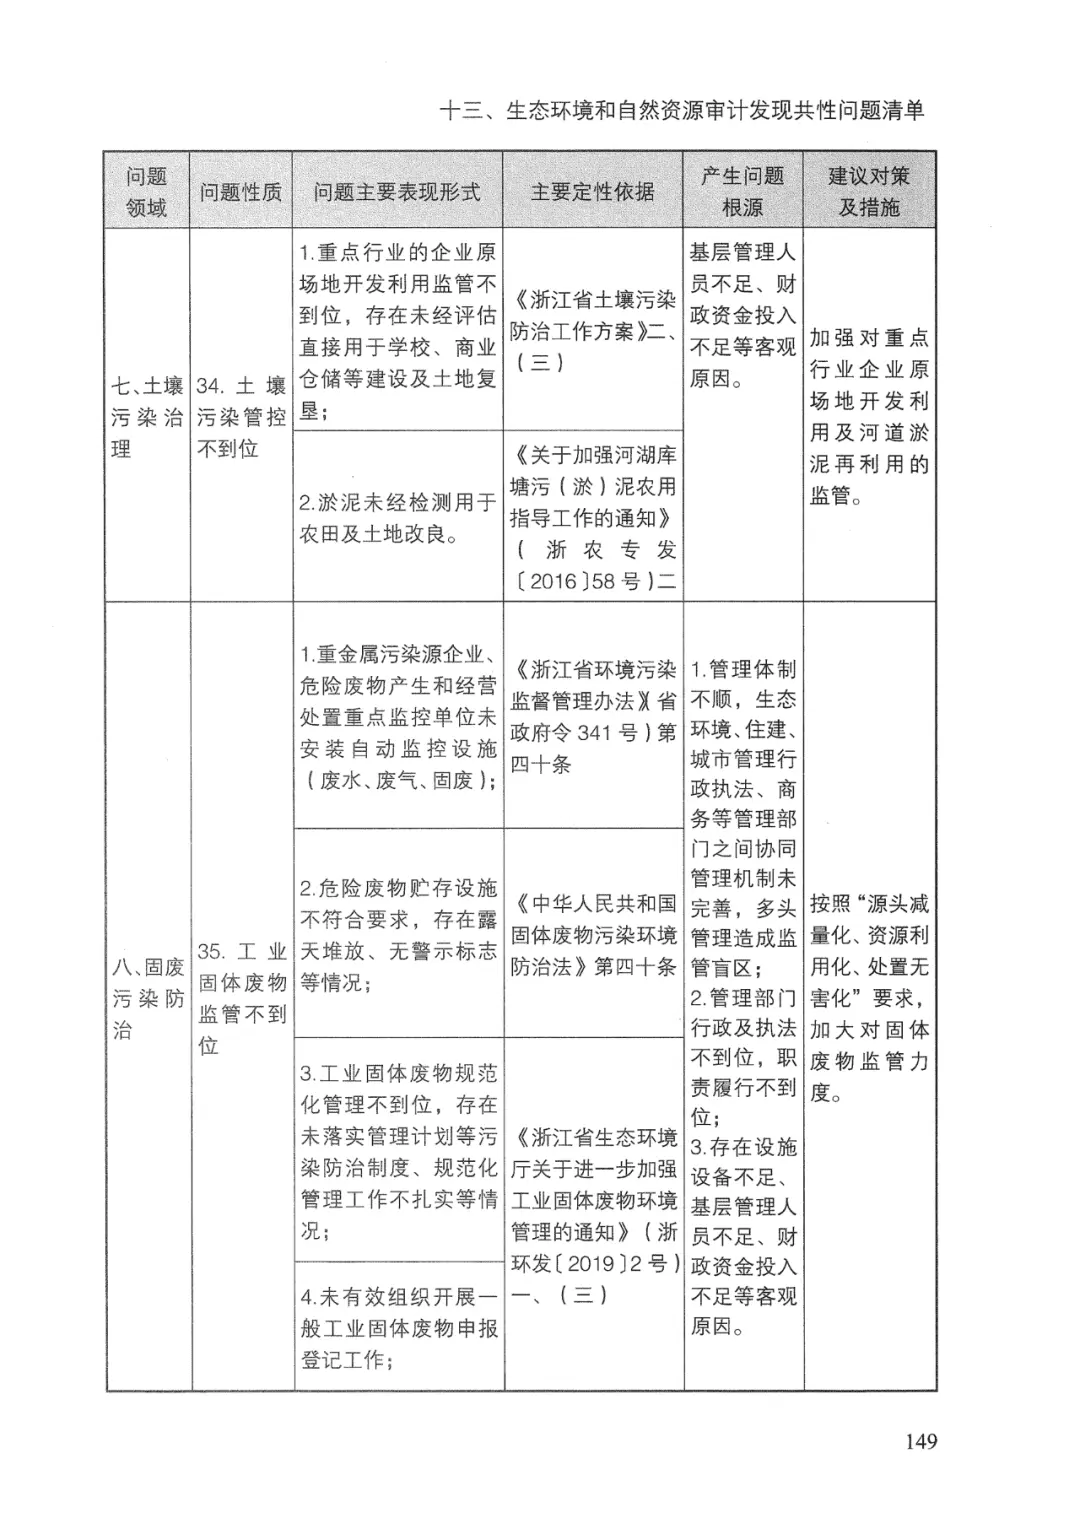 十三、生态环境和自然资源审计发现共性问题清单
问题
领域
问题性质
问题主要表现形式
主要定性依据
产生问题
根源
建议对策
及措施
七、土壤
污染治
理
34. 土壤
污染管控
不到位
1.重点行业的企业原
场地开发利用监管不
到位，存在未经评估
直接用于学校、商业
仓储等建设及土地复
垦；
《浙江省土壤污染
防治工作方案》二、
（三）
2.淤泥未经检测用于
农田及土地改良。
《关于加强河湖库
塘污（淤）泥农用
指导工作的通知》
（浙农专发
〔2016〕58号）二
基层管理人
员不足、财
政资金投入
不足等客观
原因。
加强对重点
行业企业原
场地开发利
用及河道淤
泥再利用的
监管。
八、固废
污染防
治
35. 工业
固体废物
监管不到
位
1.重金属污染源企业、
危险废物产生和经营
处置重点监控单位未
安装自动监控设施
（废水、废气、固废）；
《浙江省环境污染
监督管理办法》（省
政府令341号）第
四十条
2.危险废物贮存设施
不符合要求，存在露
天堆放、无警示标志
等情况；
《中华人民共和国
固体废物污染环境
防治法》第四十条
3.工业固体废物规范
化管理不到位，存在
未落实管理计划等污
染防治制度、规范化
管理工作不扎实等情
况；
4.未有效组织开展一
般工业固体废物申报
登记工作；
《浙江省生态环境
厅关于进一步加强
工业固体废物环境
管理的通知》（浙
环发〔2019〕2号）
一、（三）
1.管理体制
不顺，生态
环境、住建、
城市管理行
政执法、商
务等管理部
门之间协同
管理机制未
完善，多头
管理造成监
管盲区；
2.管理部门
行政及执法
不到位，职
责履行不到
位；
3.存在设施
设备不足、
基层管理人
员不足、财
政资金投入
不足等客观
原因。
按照“源头减
量化、资源利
用化、处置无
害化”要求，
加大对固体
废物监管力
度。
149